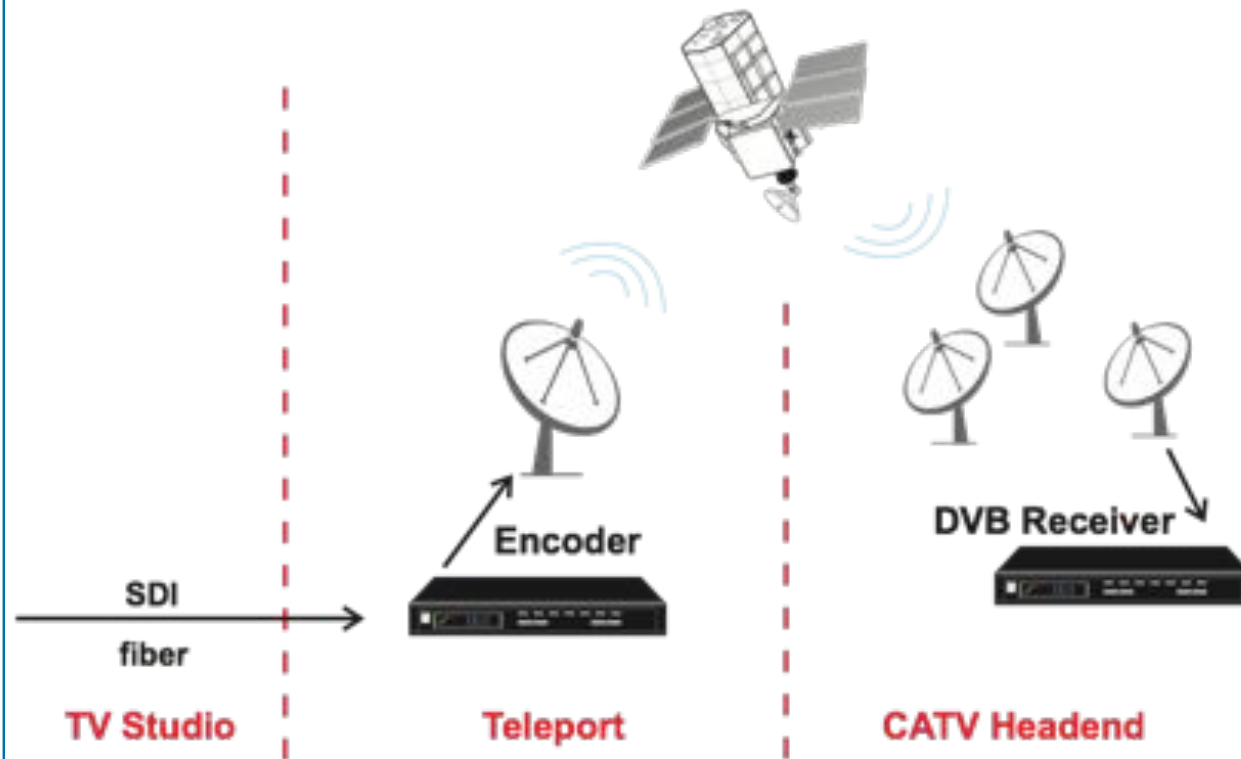 Encoder
DVB Receiver
SDI
fiber
TV Studio
Teleport
CATV Headend